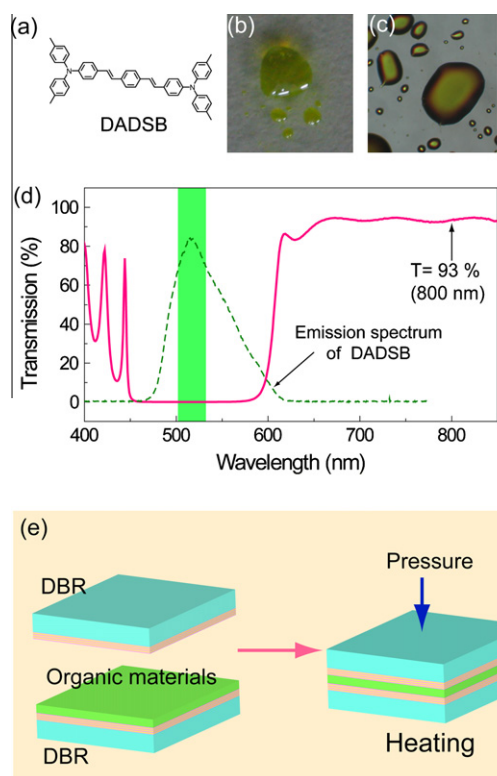 (a)
N
N
DADSB
(b)
(c)
(d)
100
80
60
40
20
0
Transmission (%)
T= 93 %
(800 nm)
Emission spectrum
of DADSB
400 500 600 700 800
Wavelength (nm)
(e)
DBR
Organic materials
DBR
Pressure
Heating